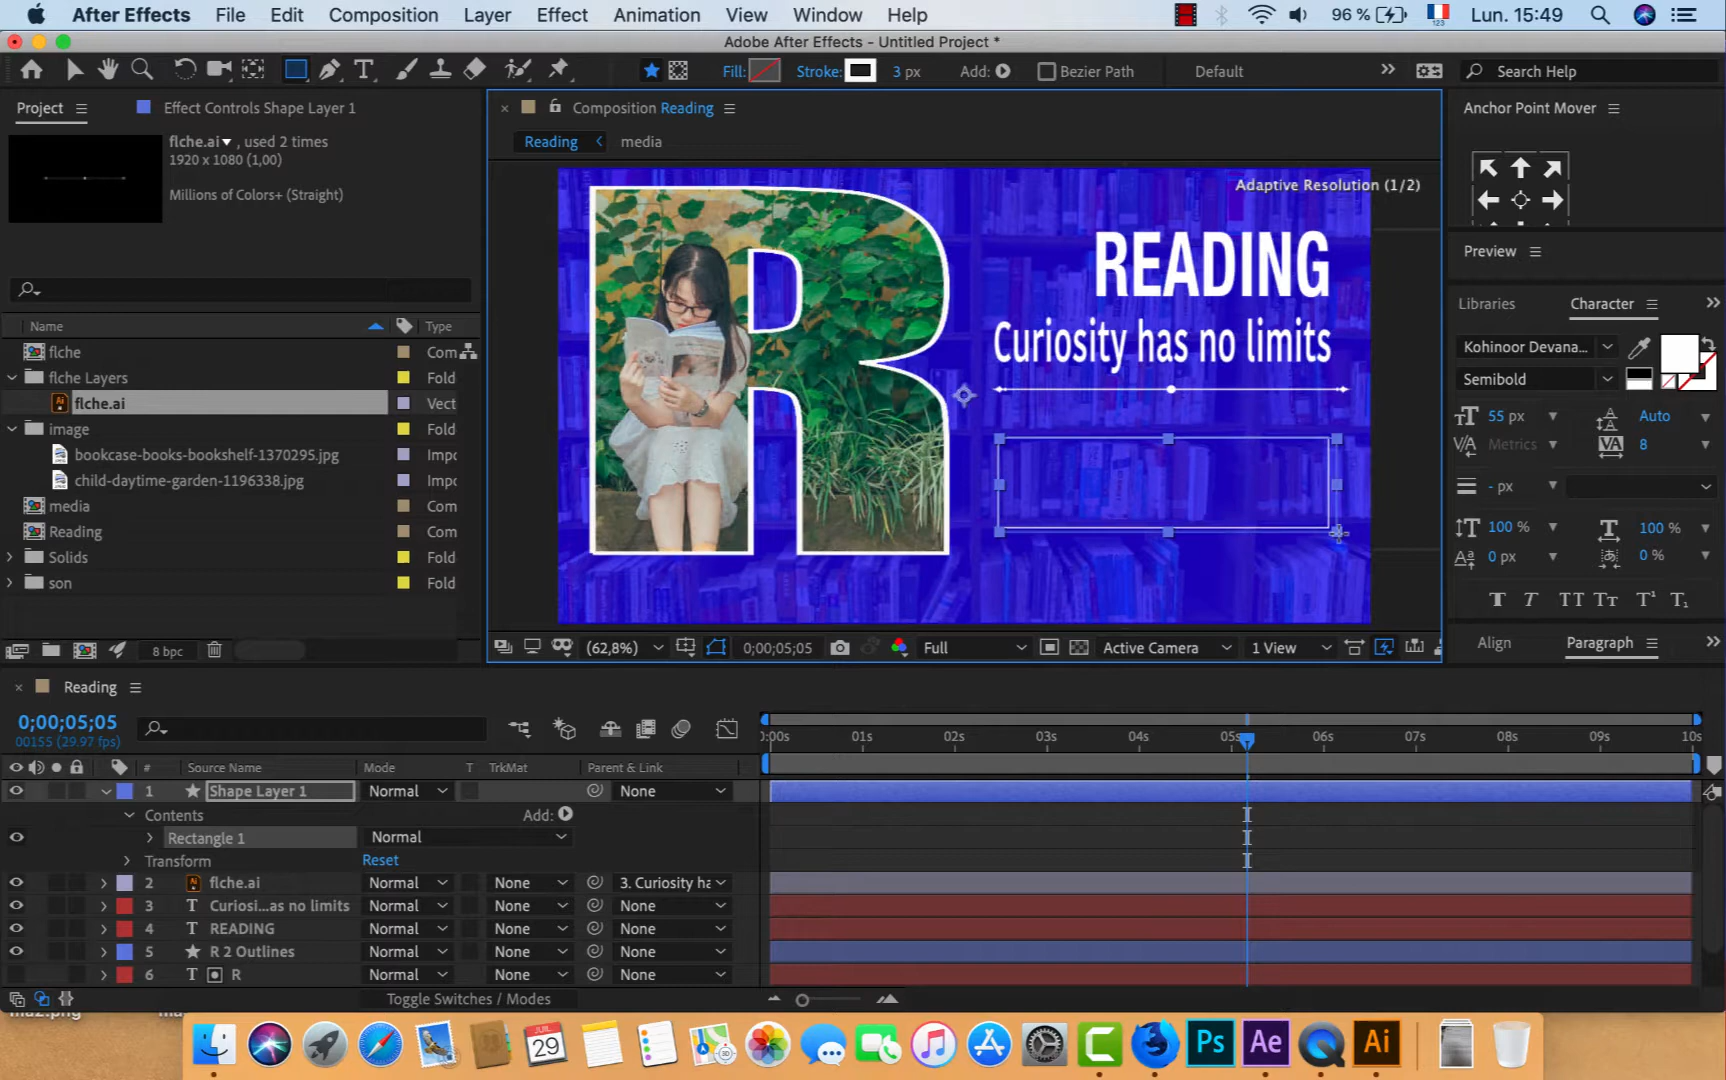 After Effects File Edit Composition Layer Effect Animation View Window Help 96 % 123 Lun. 15:49
Adobe After Effects - Untitled Project *
T Fill: Stroke: 3 px Add: Bezier Path Default Search Help
Project Effect Controls Shape Layer 1
flche.ai , used 2 times
1920 x 1080 (1,00)
Millions of Colors+ (Straight)
Name Type
flche Com
flche Layers Fold
flche.ai Vect
image Fold
bookcase-books-bookshelf-1370295.jpg Impo
child-daytime-garden-1196338.jpg Impo
media Com
Reading Com
Solids Fold
son Fold
8 bpc
Composition Reading
Reading media
Adaptive Resolution (1/2)
READING
Curiosity has no limits
(62,8%) 0;00;05;05 Full Active Camera 1 View
Anchor Point Mover
Preview
Libraries Character
Kohinoor Devana...
Semibold
55 px Auto
Metrics 8
- px
100 % 100 %
0 px 0 %
T T TT Tт T¹ T₁
Align Paragraph
Reading
0;00;05;05
00155 (29.97 fps)
0:00s 01s 02s 03s 04s 05s 06s 07s 08s 09s 10s
# Source Name Mode T TrkMat Parent & Link
1 Shape Layer 1 Normal None
Contents Add:
Rectangle 1 Normal
Transform Reset
2 flche.ai Normal None 3. Curiosity ha
3 T Curiosi...as no limits Normal None None
4 T READING Normal None None
5 R 2 Outlines Normal None None
6 T R Normal None None
Toggle Switches / Modes
ma2.png
JUIL 29 Ps Ae Ai